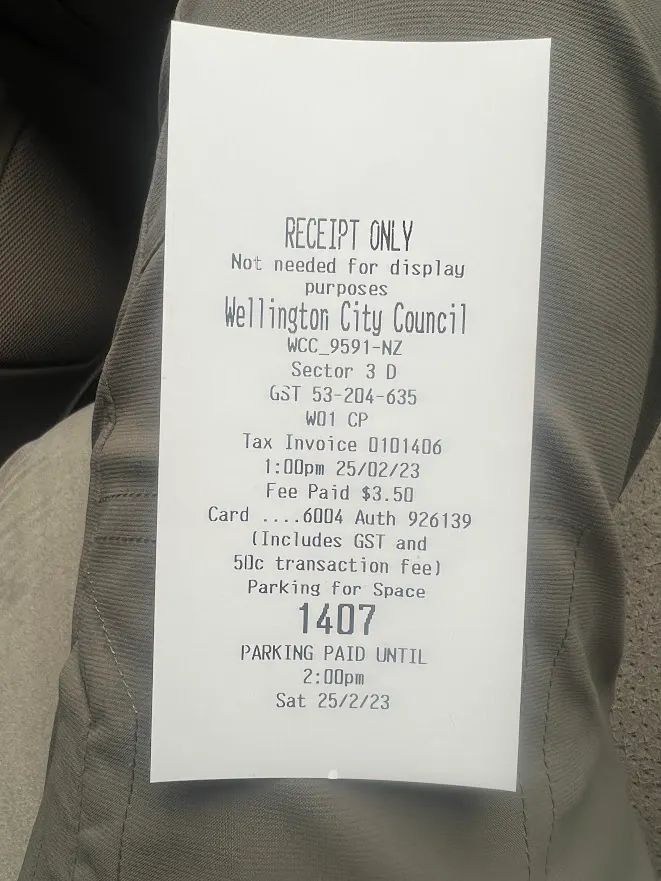 RECEIPT ONLY
Not needed for display
purposes
Wellington City Council
WCC_9591-NZ
Sector 3 D
GST 53-204-635
W01 CP
Tax Invoice 0101406
1:00pm 25/02/23
Fee Paid $3.50
Card ....6004 Auth 926139
(Includes GST and
50c transaction fee)
Parking for Space
1407
PARKING PAID UNTIL
2:00pm
Sat 25/2/23